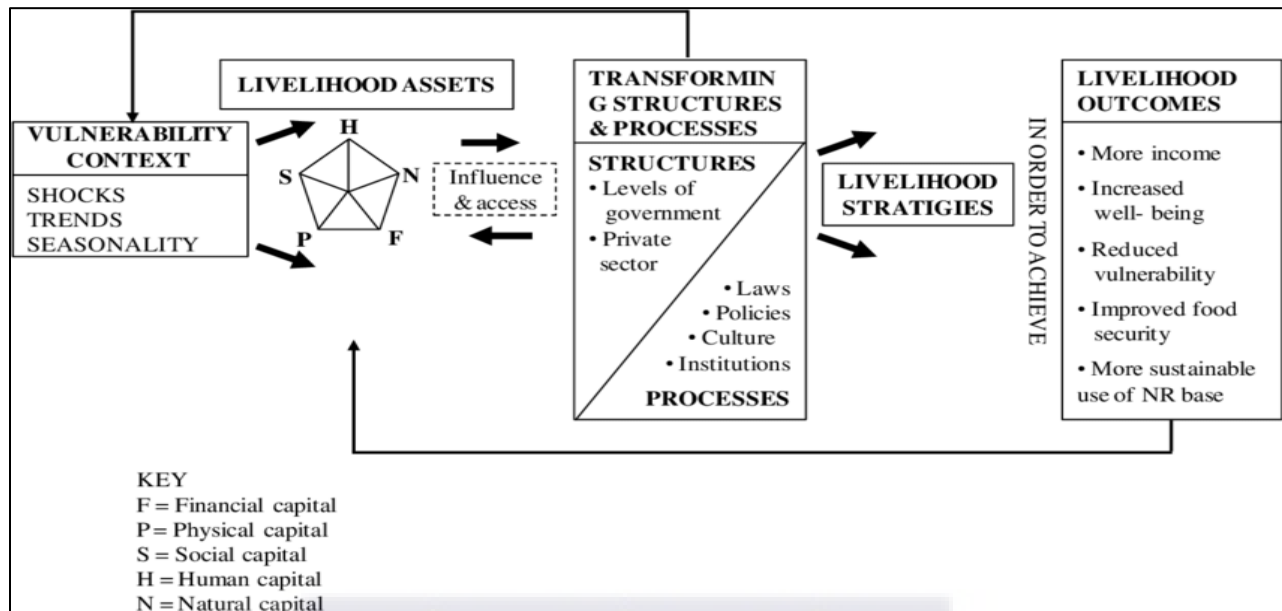 LIVELIHOOD ASSETS
VULNERABILITY
CONTEXT
SHOCKS
TRENDS
SEASONALITY
H
S
N
P
F
Influence
& access
TRANSFORMIN
G STRUCTURES
& PROCESSES
STRUCTURES
• Levels of
government
• Private
sector
• Laws
• Policies
• Culture
• Institutions
PROCESSES
LIVELIHOOD
STRATIGIES
IN ORDER TO ACHIEVE
LIVELIHOOD
OUTCOMES
• More income
• Increased
well- being
• Reduced
vulnerability
• Improved food
security
• More sustainable
use of NR base
KEY
F = Financial capital
P = Physical capital
S = Social capital
H = Human capital
N = Natural capital